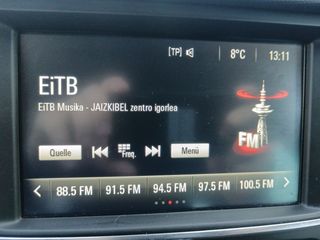 [TP] 8°C 13:11
EiTB
EiTB Musika - JAIZKIBEL zentro igorlea
FM
Quelle Freq. Menü
88.5 FM 91.5 FM 94.5 FM 97.5 FM 100.5 FM